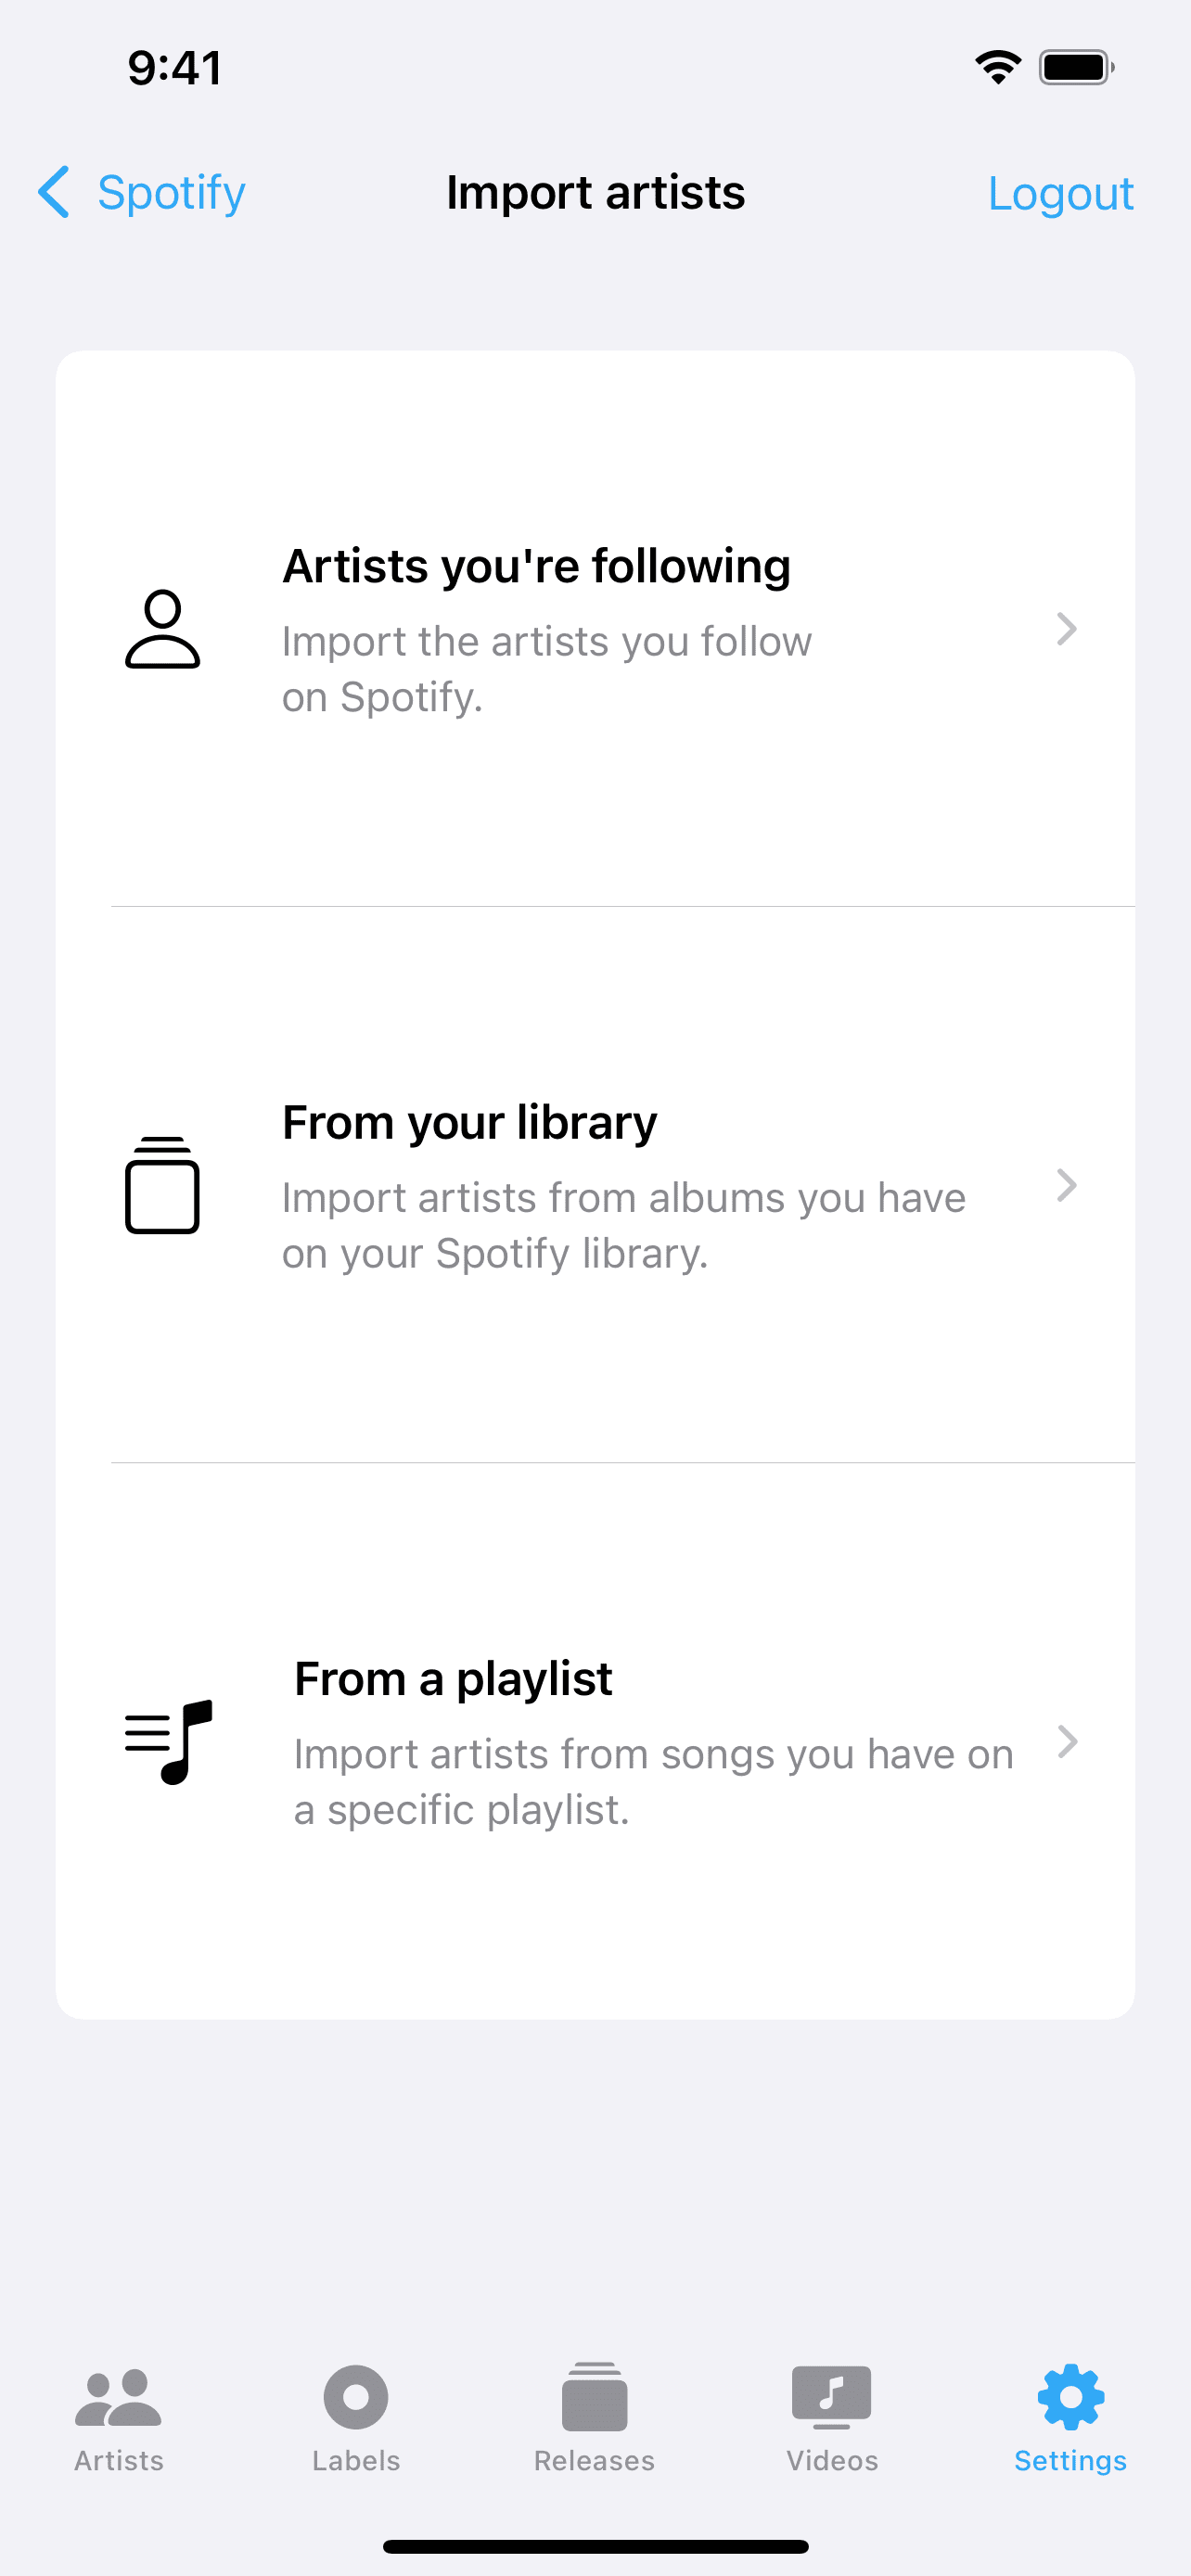 9:41
Spotify
Import artists
Logout
Artists you're following
Import the artists you follow
on Spotify.
From your library
Import artists from albums you have
on your Spotify library.
From a playlist
Import artists from songs you have on
a specific playlist.
Artists
Labels
Releases
Videos
Settings